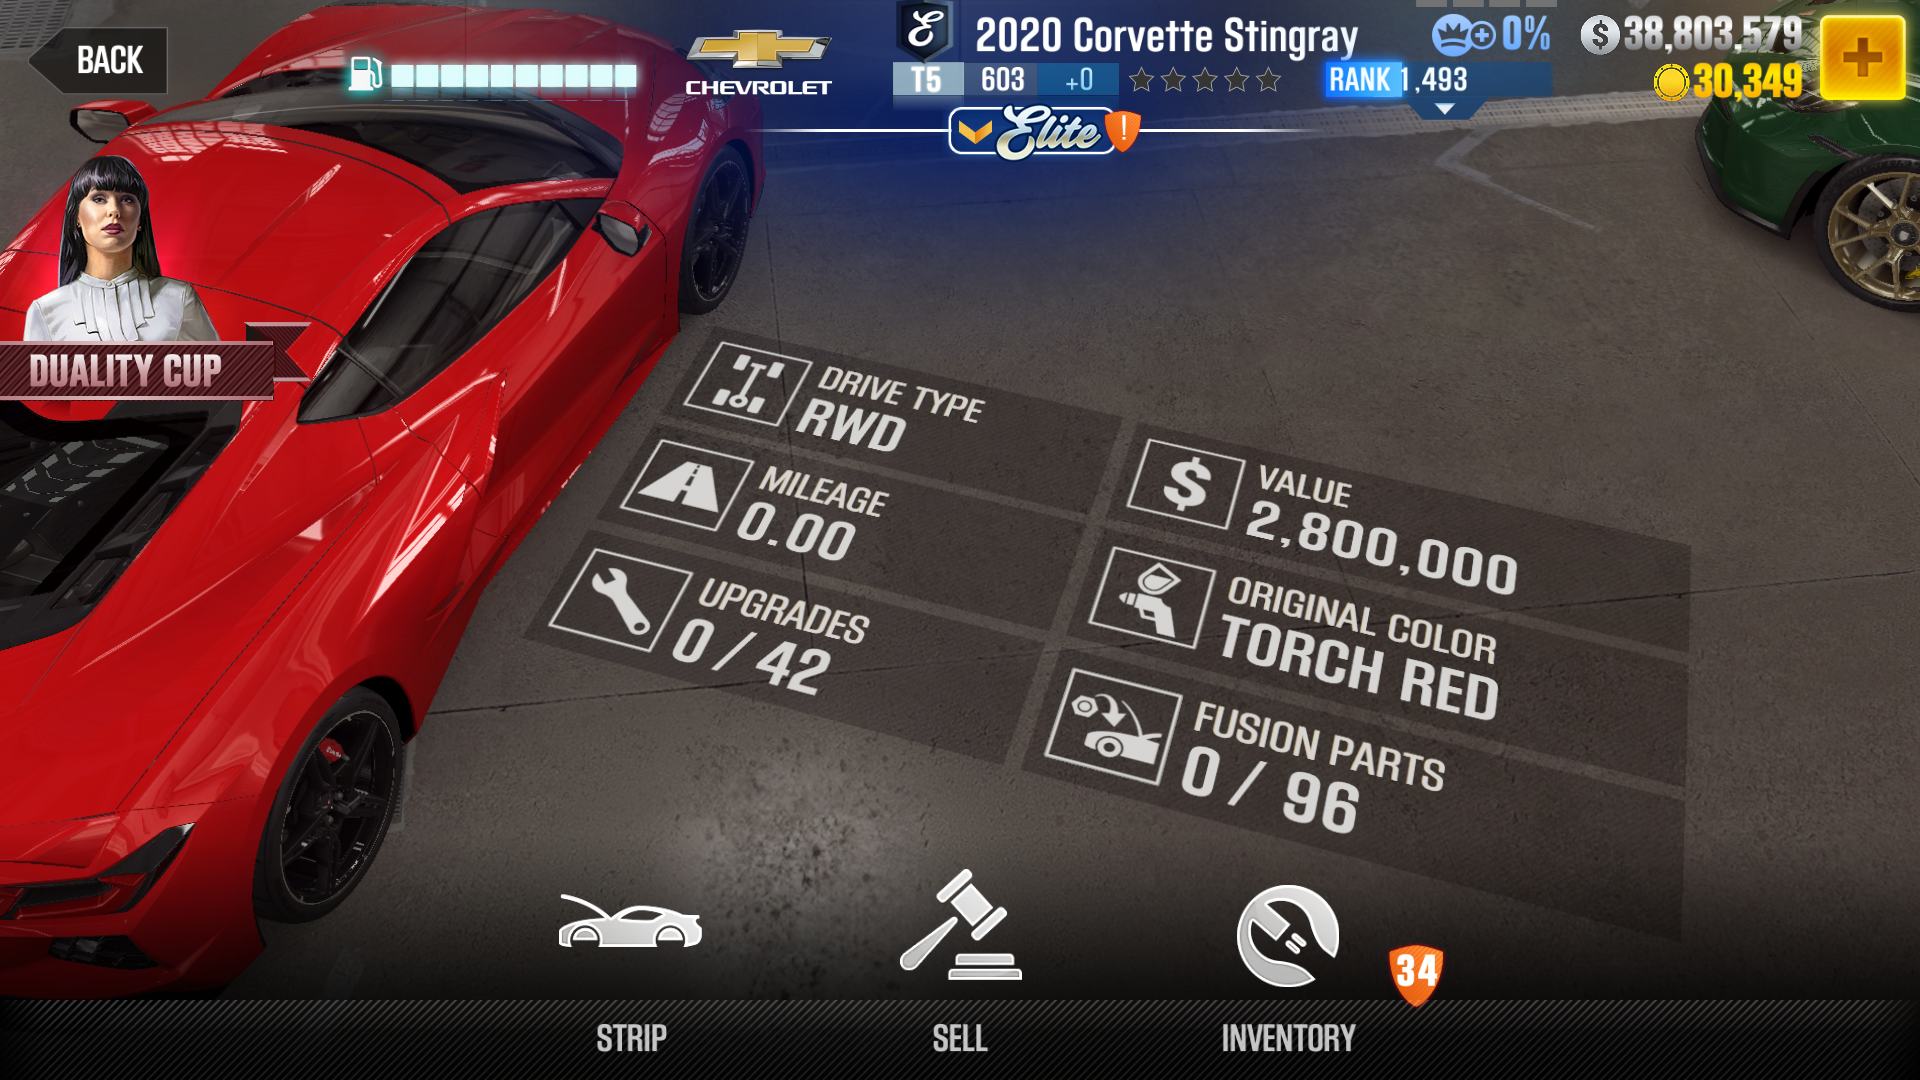 BACK
CHEVROLET
E
2020 Corvette Stingray
T5 603 +0
RANK 1,493
0%
$ 38,803,579
30,349
+
Elite !
DUALITY CUP
DRIVE TYPE
RWD
MILEAGE
0.00
UPGRADES
0 / 42
$ VALUE
2,800,000
ORIGINAL COLOR
TORCH RED
FUSION PARTS
0 / 96
34
STRIP
SELL
INVENTORY